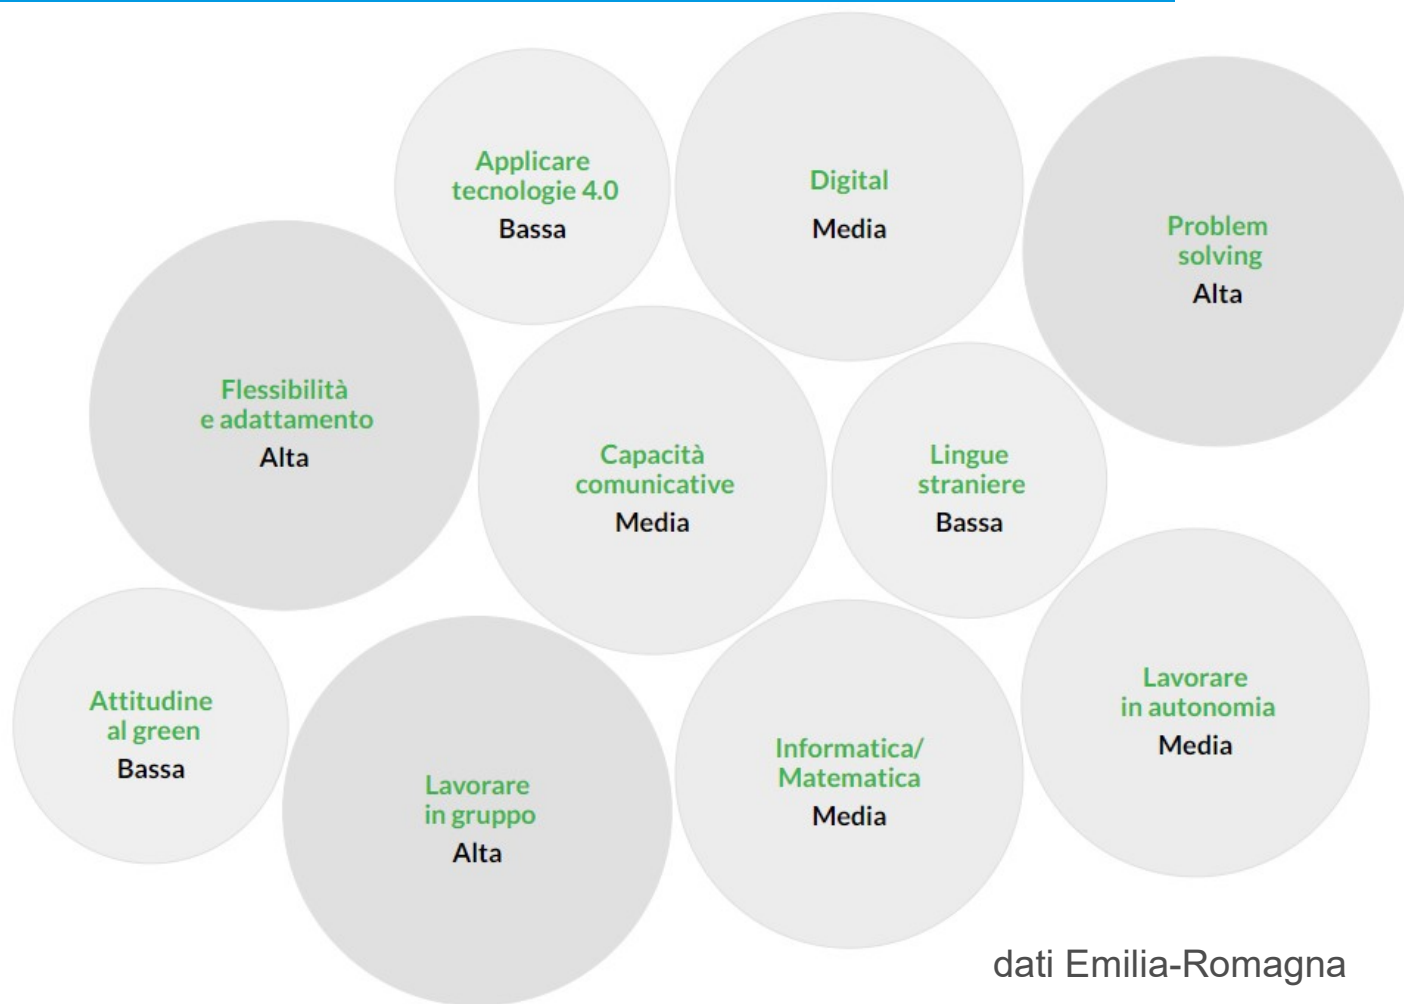 Applicare
tecnologie 4.0
Bassa
Digital
Media
Problem
solving
Alta
Flessibilità
e adattamento
Alta
Capacità
comunicative
Media
Lingue
straniere
Bassa
Attitudine
al green
Bassa
Lavorare
in gruppo
Alta
Informatica/
Matematica
Media
Lavorare
in autonomia
Media
dati Emilia-Romagna